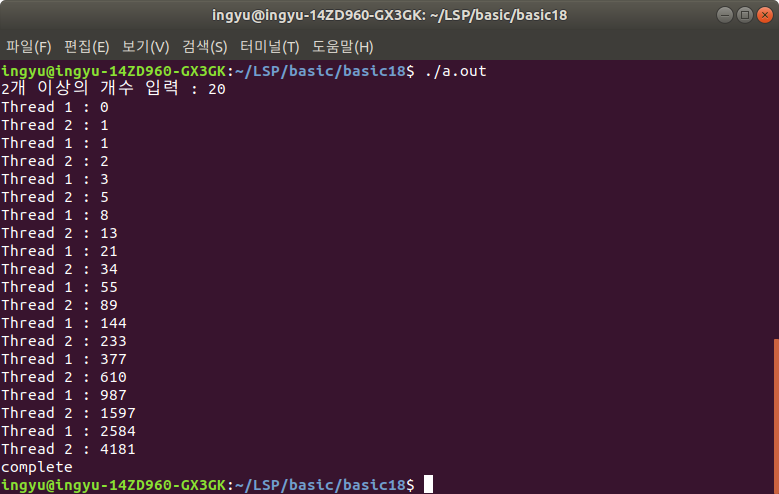 ingyu@ingyu-14ZD960-GX3GK: ~/LSP/basic/basic18
파일(F) 편집(E) 보기(V) 검색(S) 터미널(T) 도움말(H)
ingyu@ingyu-14ZD960-GX3GK:~/LSP/basic/basic18$ ./a.out
2개 이상의 개수 입력 : 20
Thread 1 : 0
Thread 2 : 1
Thread 1 : 1
Thread 2 : 2
Thread 1 : 3
Thread 2 : 5
Thread 1 : 8
Thread 2 : 13
Thread 1 : 21
Thread 2 : 34
Thread 1 : 55
Thread 2 : 89
Thread 1 : 144
Thread 2 : 233
Thread 1 : 377
Thread 2 : 610
Thread 1 : 987
Thread 2 : 1597
Thread 1 : 2584
Thread 2 : 4181
complete
ingyu@ingyu-14ZD960-GX3GK:~/LSP/basic/basic18$